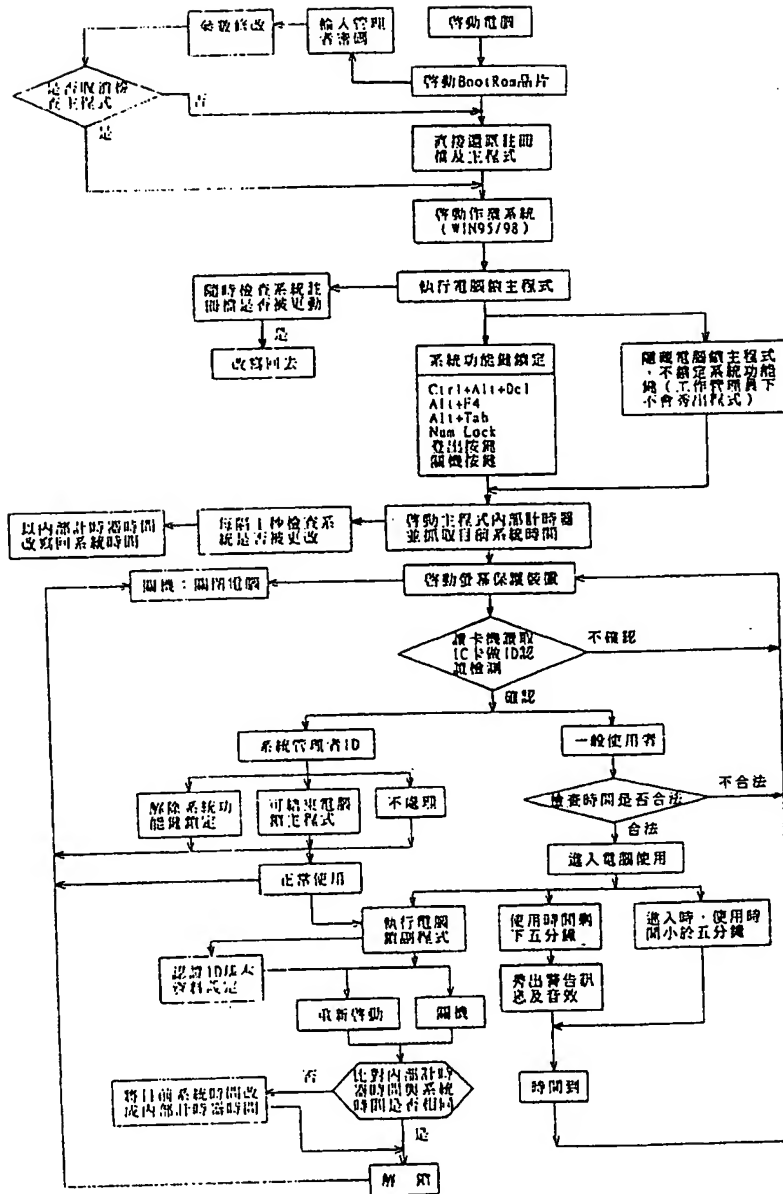 啓動電腦
輸入管理
者密碼
參數修改
啓動BootRom晶片
是否取消檢
查主程式
否
是
直接還原註冊
檔及主程式
啓動作業系統
(WIN95/98)
執行電腦鎖主程式
隨時檢查系統註
冊檔是否被更動
是
改寫回去
系統功能鍵鎖定
Ctrl+Alt+Del
Alt+F4
Alt+Tab
Num Lock
登出按鍵
關機按鍵
隱藏電腦鎖主程式
，不鎖定系統功能
鍵(工作管理員下
不會秀出程式)
啓動主程式內部計時器
並抓取目前系統時間
每隔1秒檢查系
統是否被更改
以內部計時器時間
改寫回系統時間
啓動螢幕保護裝置
關機：關閉電腦
讀卡機讀取
IC卡做ID認
證檢測
不確認
確認
系統管理者ID
一般使用者
解除系統功
能鍵鎖定
可結束電腦
鎖主程式
不處理
檢查時間是否合法
不合法
合法
進入電腦使用
正常使用
執行電腦
鎖副程式
使用時間剩
下五分鐘
進入時，使用時
間小於五分鐘
認證ID基本
資料設定
秀出警告訊
息及音效
重新啓動
關機
比對內部計時
器時間與系統
時間是否相同
否
是
將目前系統時間改
成內部計時器時間
時間到
解 鎖